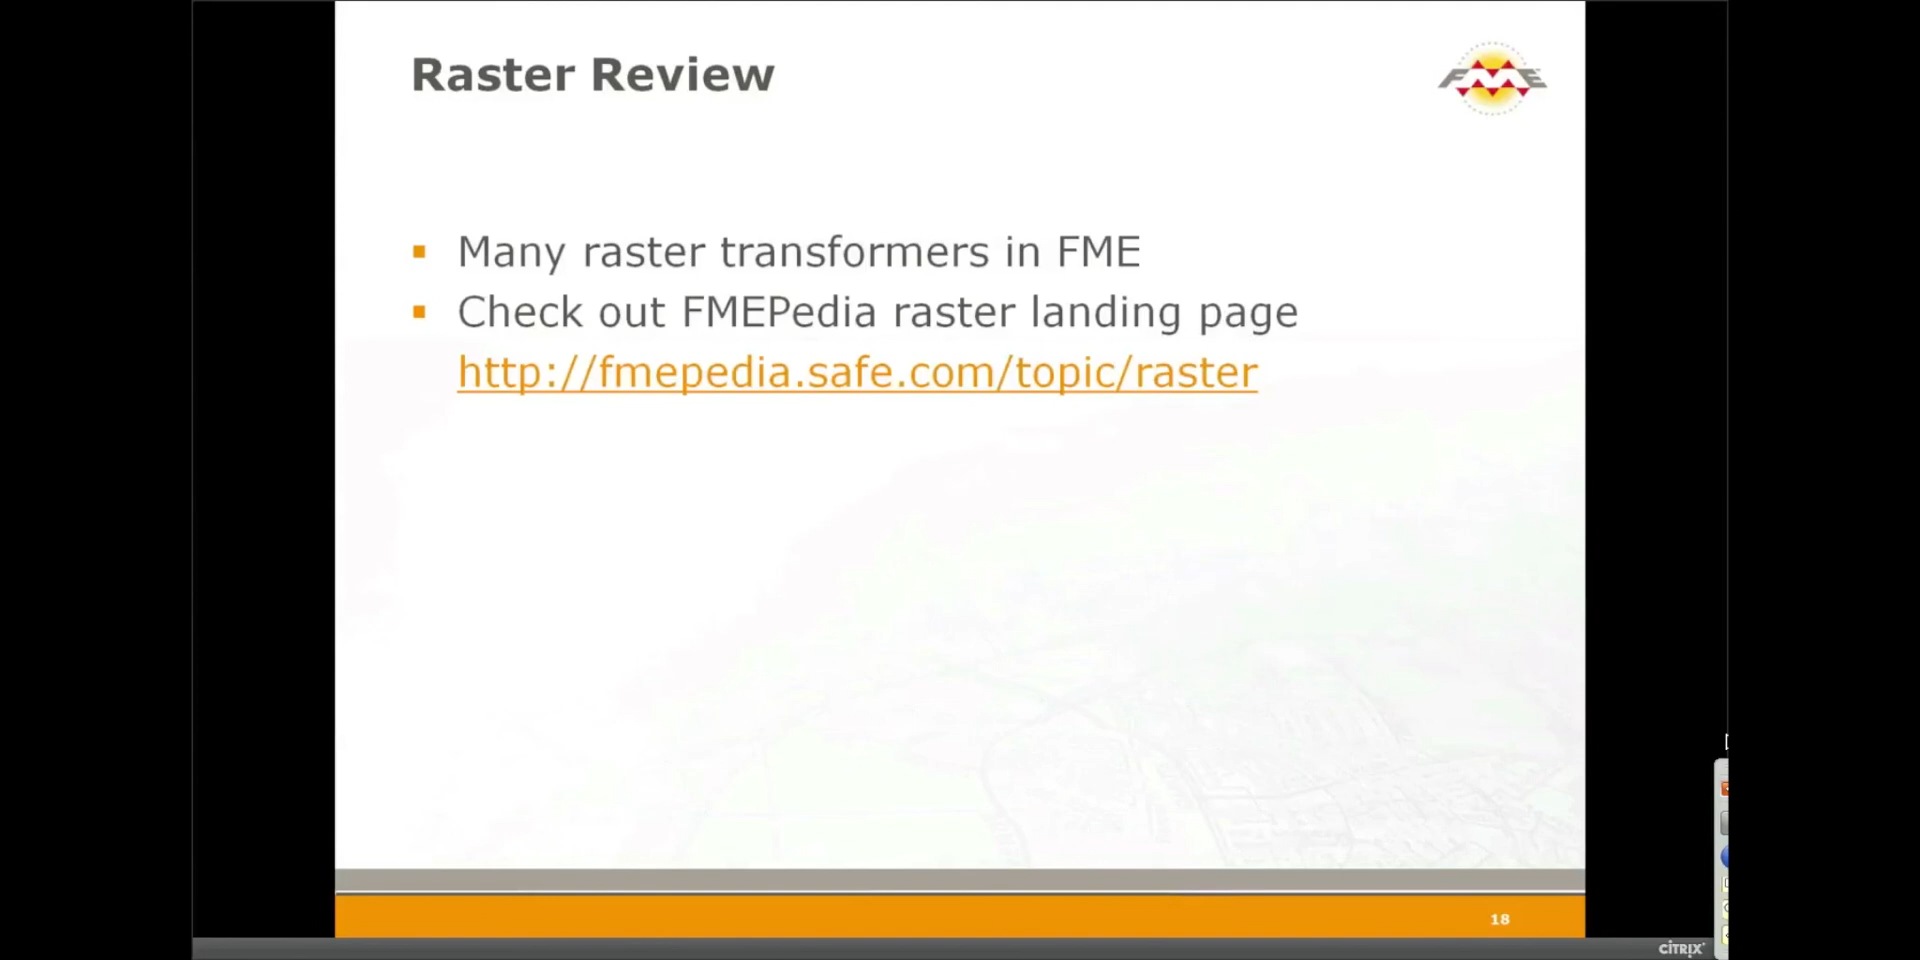 Raster Review
FME
Many raster transformers in FME
Check out FMEPedia raster landing page
http://fmepedia.safe.com/topic/raster
18
CITRIX